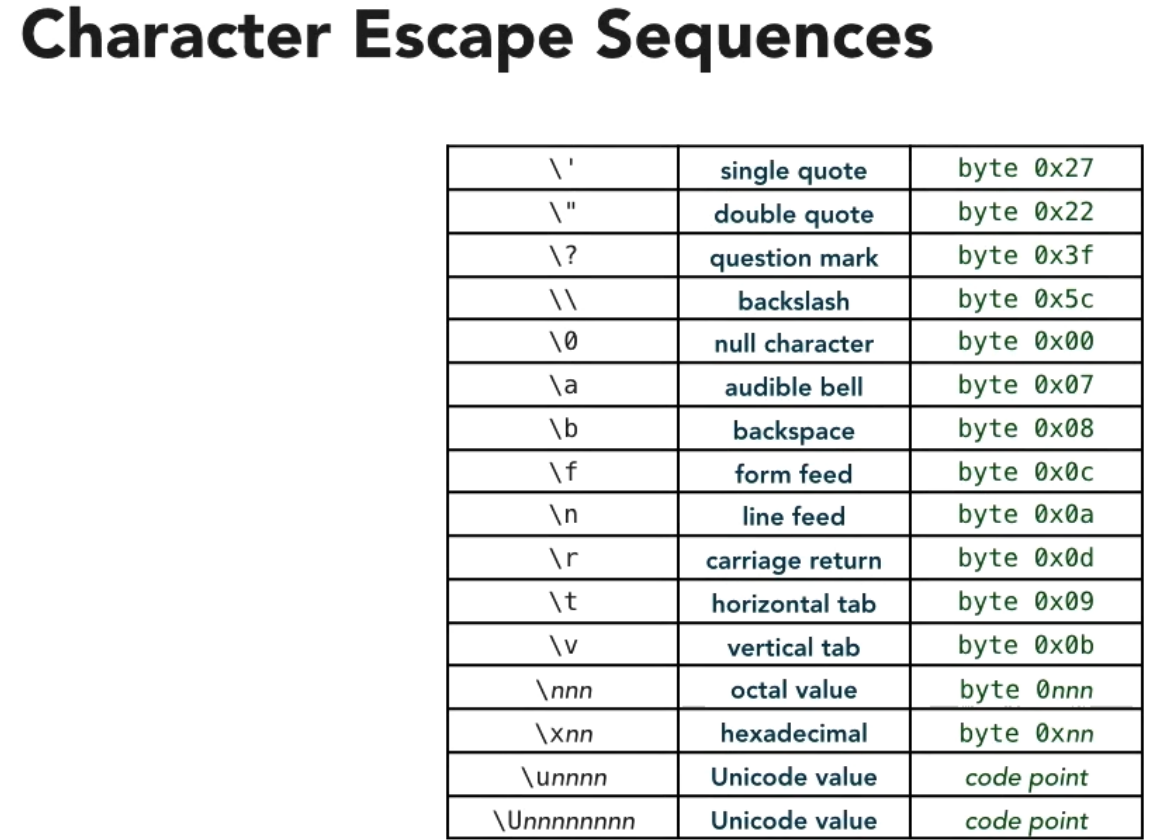 Character Escape Sequences
\' single quote byte 0x27
\" double quote byte 0x22
\? question mark byte 0x3f
\\ backslash byte 0x5c
\0 null character byte 0x00
\a audible bell byte 0x07
\b backspace byte 0x08
\f form feed byte 0x0c
\n line feed byte 0x0a
\r carriage return byte 0x0d
\t horizontal tab byte 0x09
\v vertical tab byte 0x0b
\nnn octal value byte 0nnn
\xnn hexadecimal byte 0xnn
\unnnn Unicode value code point
\Unnnnnnnn Unicode value code point